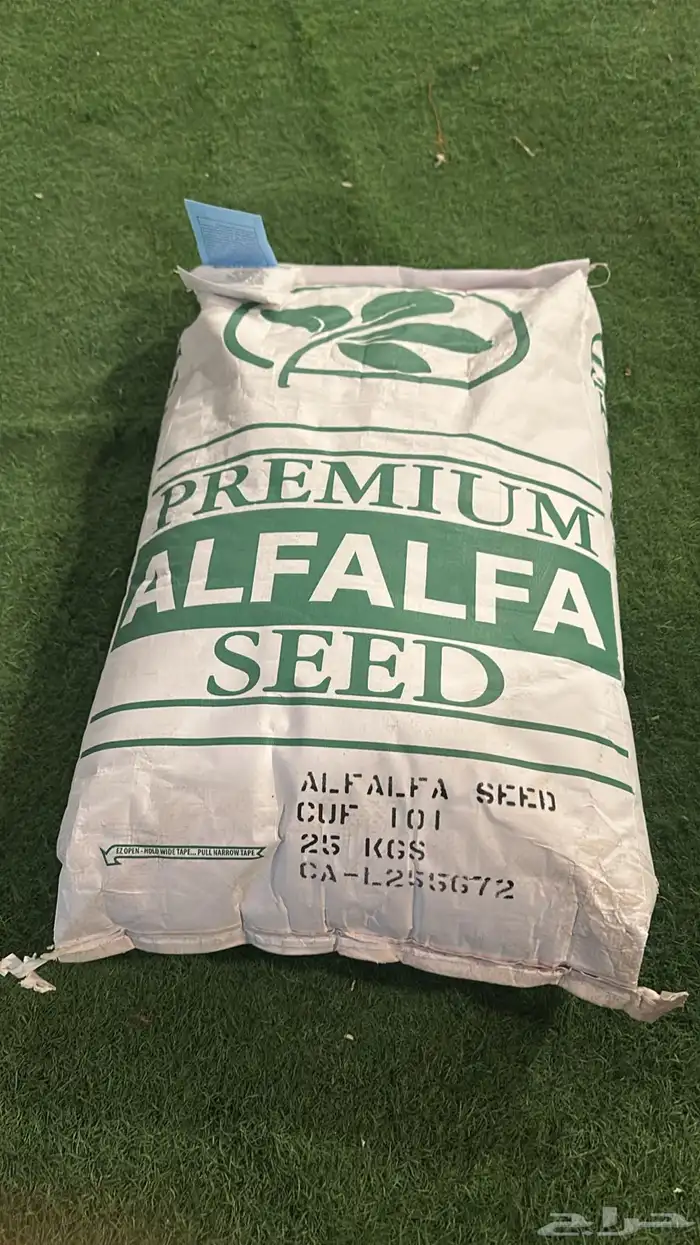 PREMIUM
ALFALFA
SEED
ALFALFA SEED
CUF 101
25 KGS
CA-L255672
EZ OPEN - HOLD WIDE TAPE... PULL NARROW TAPE
حراج